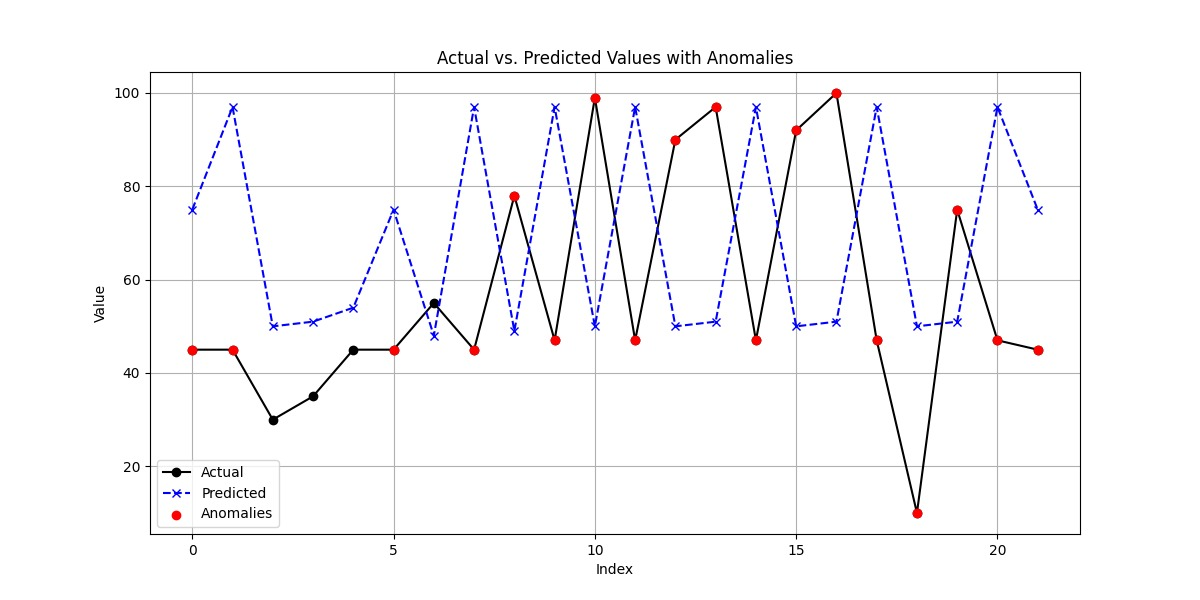 Actual vs. Predicted Values with Anomalies
100
80
60
40
20
Value
Actual
Predicted
Anomalies
0 5 10 15 20
Index